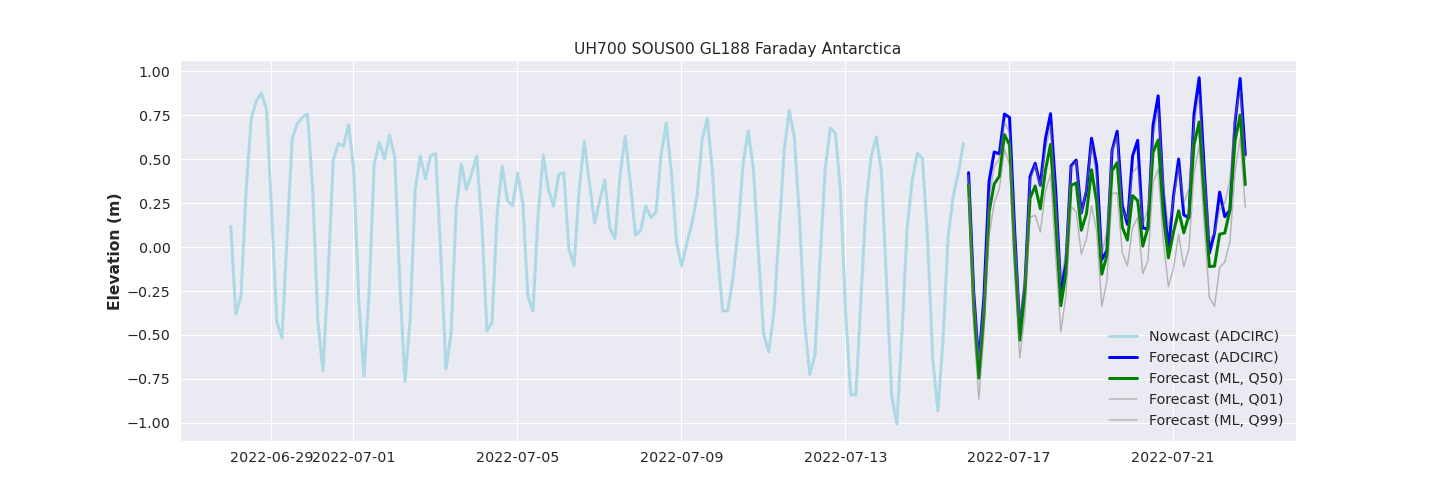 UH700 SOUS00 GL188 Faraday Antarctica
Elevation (m)
1.00
0.75
0.50
0.25
0.00
−0.25
−0.50
−0.75
−1.00
2022-06-29 2022-07-01 2022-07-05 2022-07-09 2022-07-13 2022-07-17 2022-07-21
Nowcast (ADCIRC)
Forecast (ADCIRC)
Forecast (ML, Q50)
Forecast (ML, Q01)
Forecast (ML, Q99)